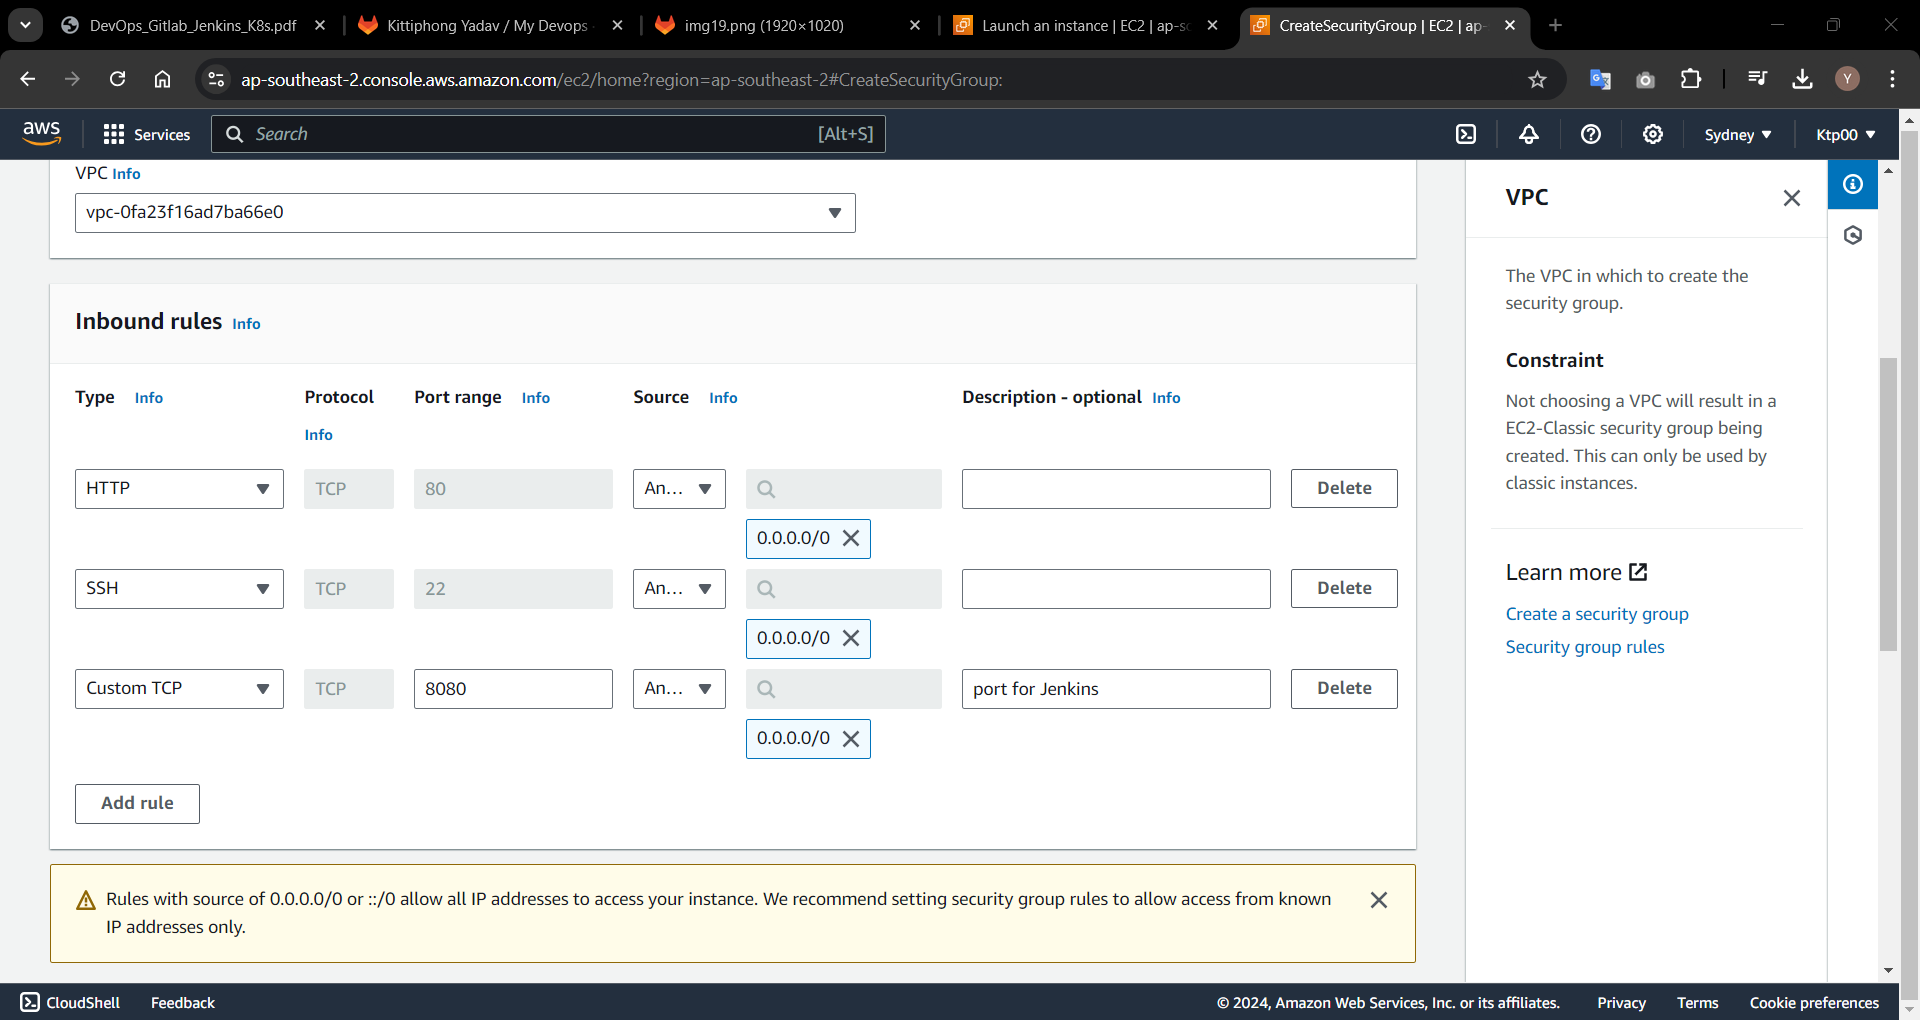 DevOps_Gitlab_Jenkins_K8s.pdf
Kittiphong Yadav / My Devops
img19.png (1920×1020)
Launch an instance | EC2 | ap-so
CreateSecurityGroup | EC2 | ap-
ap-southeast-2.console.aws.amazon.com/ec2/home?region=ap-southeast-2#CreateSecurityGroup:
Y
aws
Services
Search
[Alt+S]
Sydney
Ktp00
VPC Info
vpc-0fa23f16ad7ba66e0
Inbound rules Info
Type Info
Protocol
Info
Port range Info
Source Info
Description - optional Info
HTTP TCP 80 An... Delete
0.0.0.0/0
SSH TCP 22 An... Delete
0.0.0.0/0
Custom TCP TCP 8080 An... port for Jenkins Delete
0.0.0.0/0
Add rule
Rules with source of 0.0.0.0/0 or ::/0 allow all IP addresses to access your instance. We recommend setting security group rules to allow access from known
IP addresses only.
VPC
The VPC in which to create the
security group.
Constraint
Not choosing a VPC will result in a
EC2-Classic security group being
created. This can only be used by
classic instances.
Learn more
Create a security group
Security group rules
CloudShell
Feedback
© 2024, Amazon Web Services, Inc. or its affiliates.
Privacy
Terms
Cookie preferences